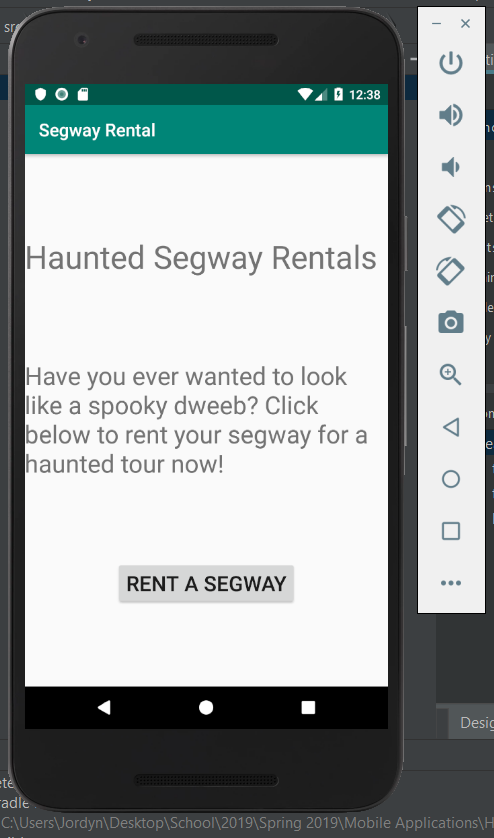 12:38
Segway Rental
Haunted Segway Rentals
Have you ever wanted to look
like a spooky dweeb? Click
below to rent your segway for a
haunted tour now!
RENT A SEGWAY
Desig
C:\Users\Jordyn\Desktop\School\2019\Spring 2019\Mobile Applications\H